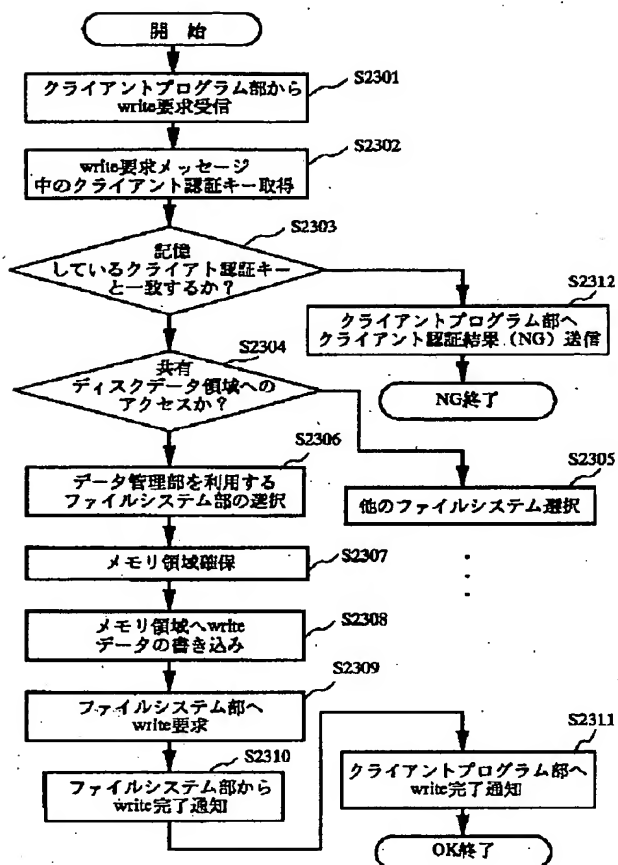 開 始
クライアントプログラム部から
write要求受信
S2301
write要求メッセージ
中のクライアント認証キー取得
S2302
記憶
しているクライアト認証キー
と一致するか？
S2303
クライアントプログラム部へ
クライアント認証結果（NG）送信
S2312
NG終了
共有
ディスクデータ領域への
アクセスか？
S2304
データ管理部を利用する
ファイルシステム部の選択
S2306
他のファイルシステム選択
S2305
メモリ領域確保
S2307
メモリ領域へwrite
データの書き込み
S2308
ファイルシステム部へ
write要求
S2309
ファイルシステム部から
write完了通知
S2310
クライアントプログラム部へ
write完了通知
S2311
OK終了